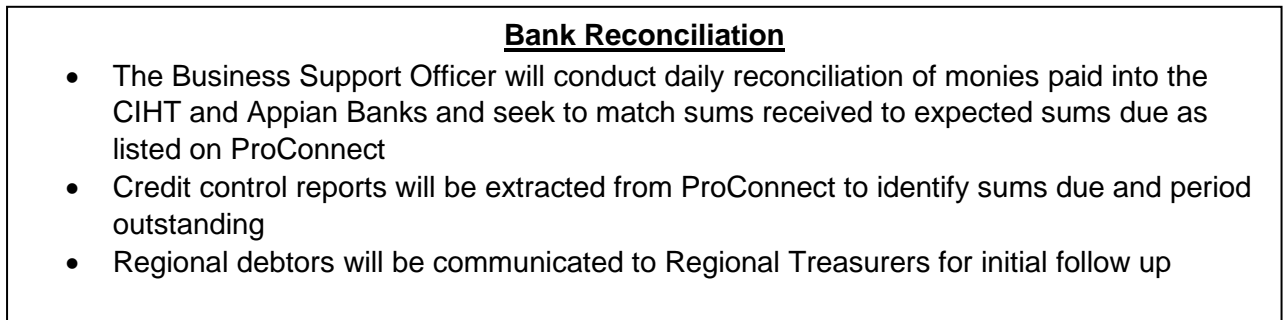 Bank Reconciliation
• The Business Support Officer will conduct daily reconciliation of monies paid into the
CIHT and Appian Banks and seek to match sums received to expected sums due as
listed on ProConnect
• Credit control reports will be extracted from ProConnect to identify sums due and period
outstanding
• Regional debtors will be communicated to Regional Treasurers for initial follow up